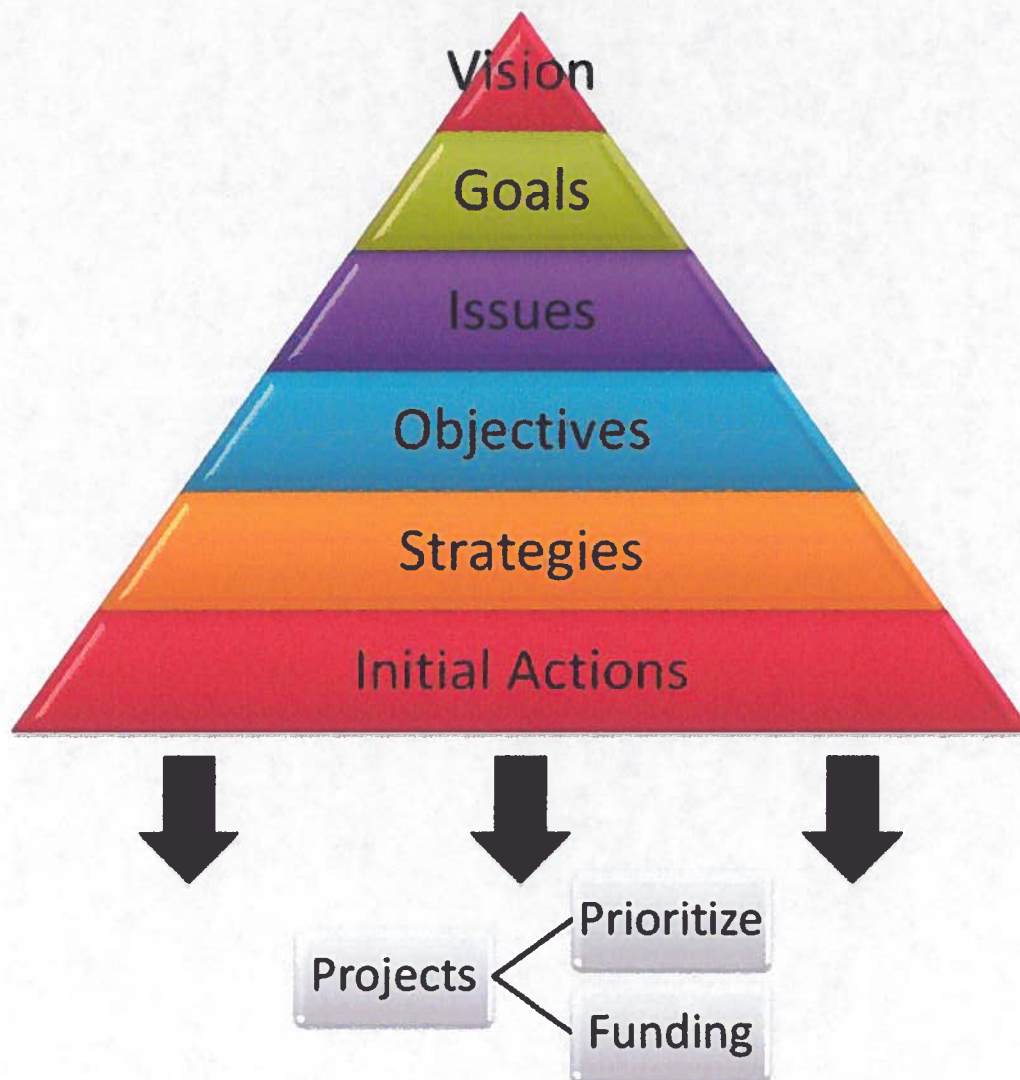 Vision
Goals
Issues
Objectives
Strategies
Initial Actions
Prioritize
Projects
Funding